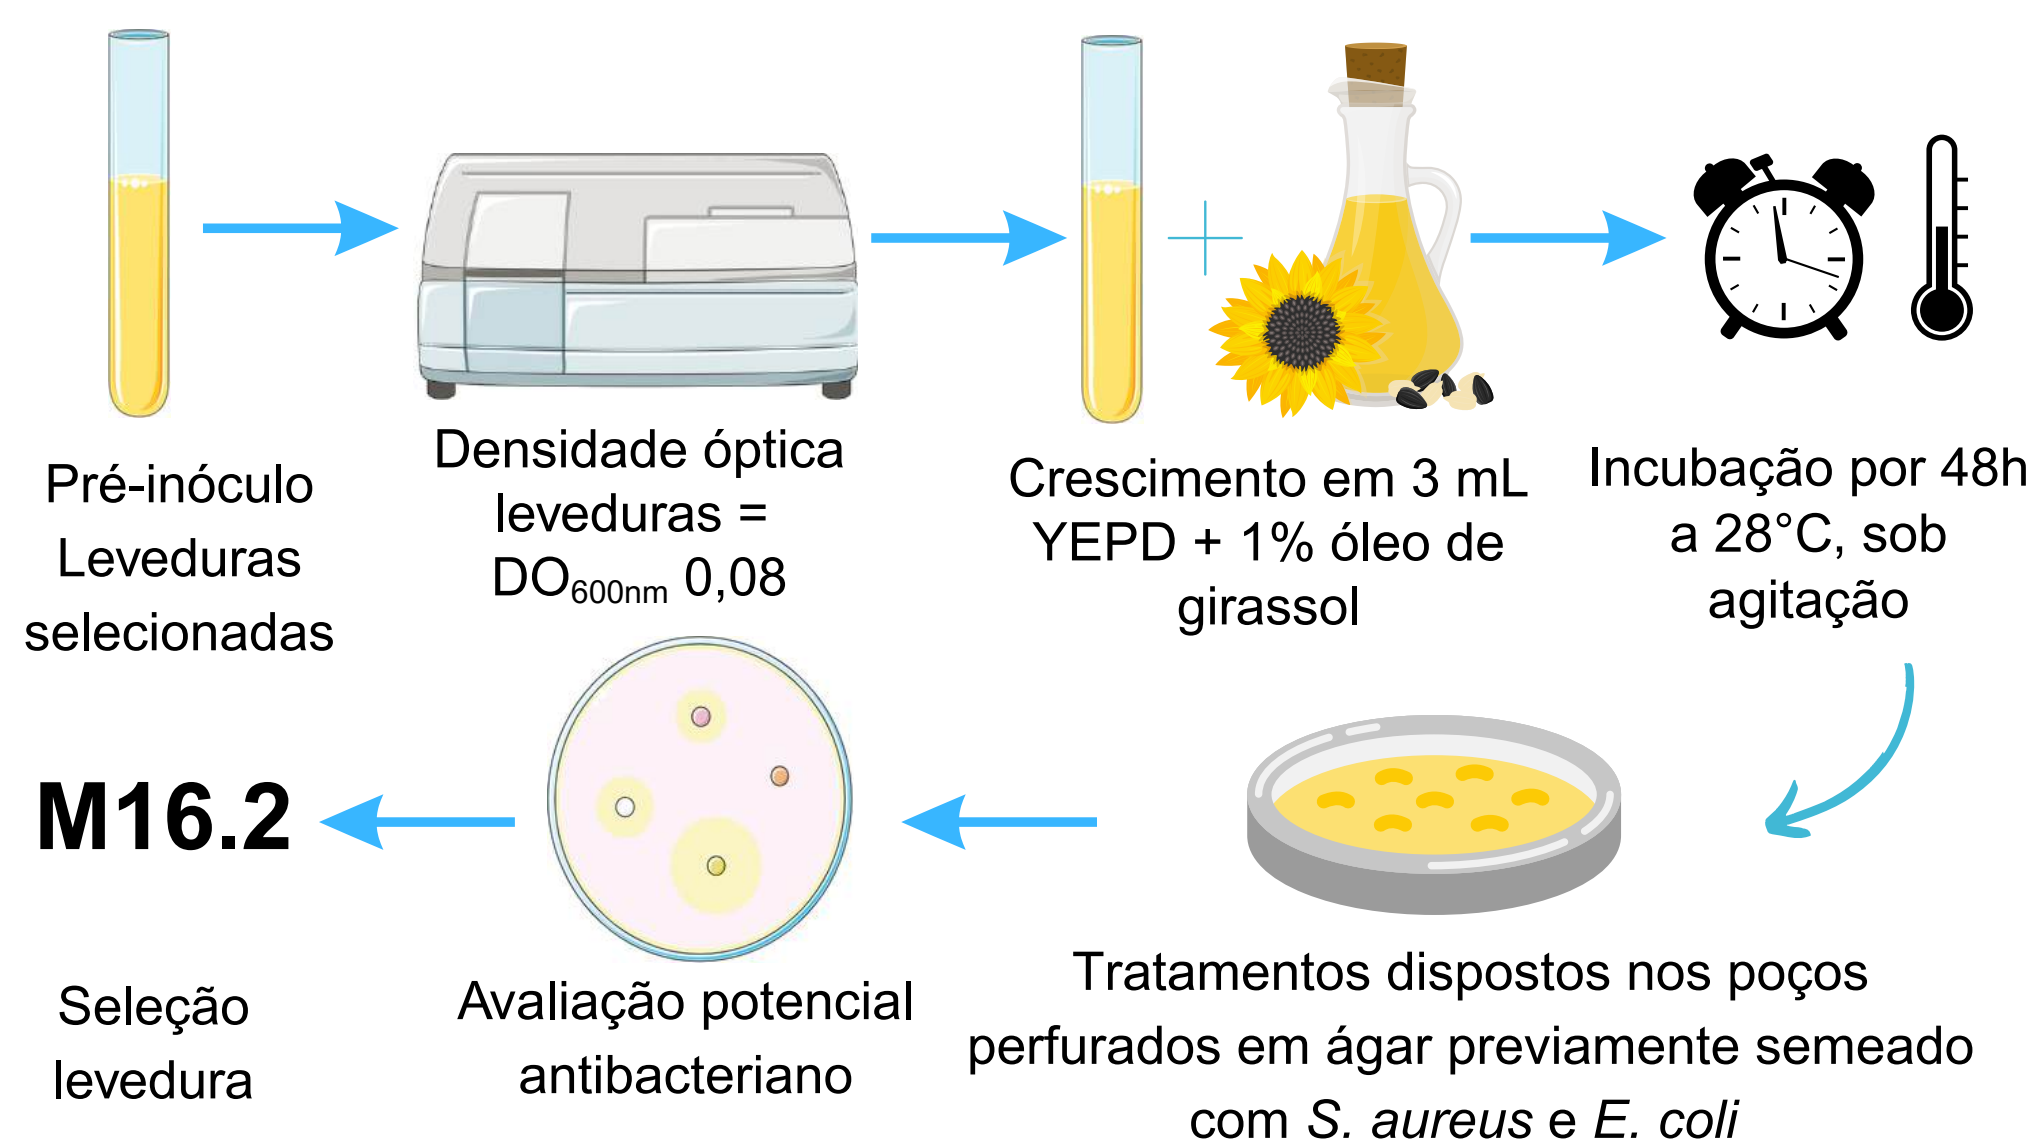 Pré-inóculo
Leveduras
selecionadas
Densidade óptica
leveduras =
DO600nm 0,08
Crescimento em 3 mL
YEPD + 1% óleo de
girassol
Incubação por 48h
a 28°C, sob
agitação
Tratamentos dispostos nos poços
perfurados em ágar previamente semeado
com S. aureus e E. coli
Avaliação potencial
antibacteriano
M16.2
Seleção
levedura